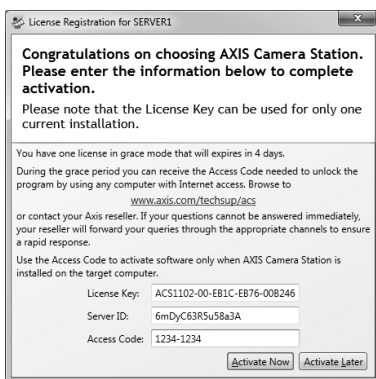 License Registration for SERVER1
x
Congratulations on choosing AXIS Camera Station.
Please enter the information below to complete
activation.
Please note that the License Key can be used for only one
current installation.
You have one license in grace mode that will expires in 4 days.
During the grace period you can receive the Access Code needed to unlock the
program by using any computer with Internet access. Browse to
www.axis.com/techsup/acs
or contact your Axis reseller. If your questions cannot be answered immediately,
your reseller will forward your queries through the appropriate channels to ensure
a rapid response.
Use the Access Code to activate software only when AXIS Camera Station is
installed on the target computer.
License Key: ACS1102-00-EB1C-EB76-00B246
Server ID: 6mDyC63R5u58a3A
Access Code: 1234-1234
Activate Now Activate Later